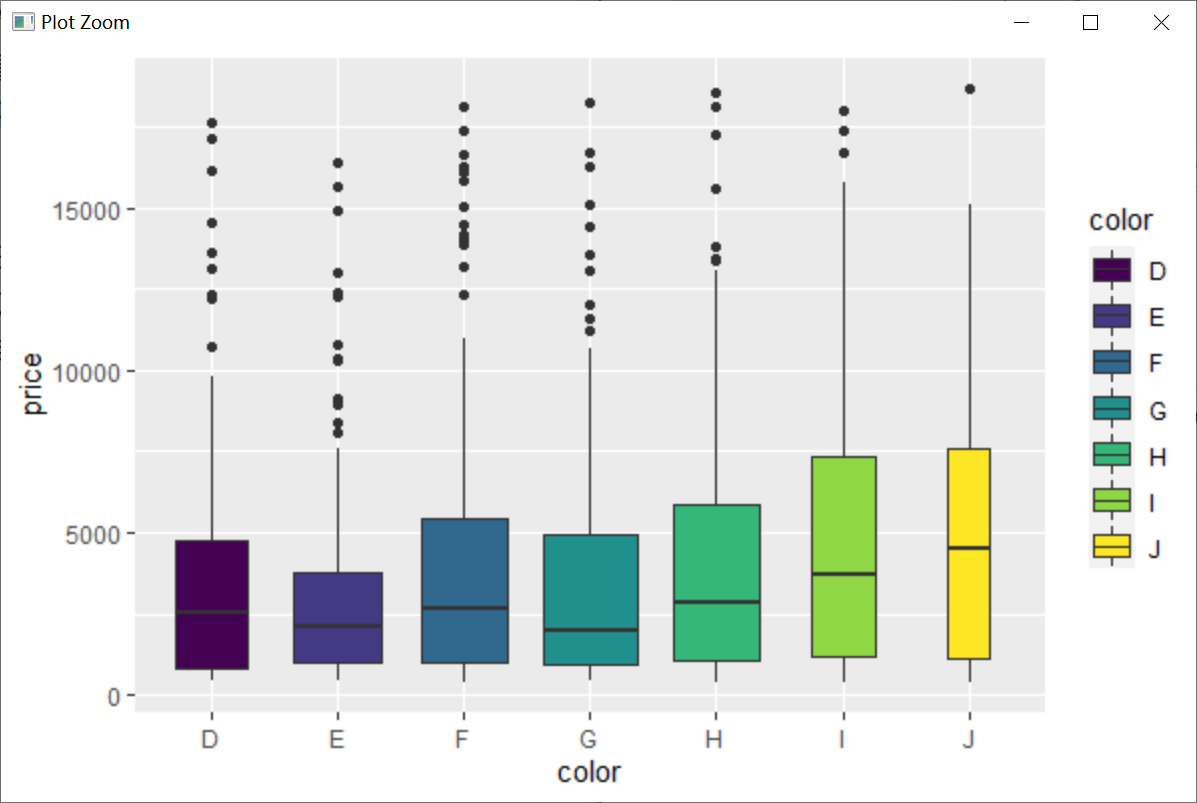 Plot Zoom
15000
10000
5000
0
price
D E F G H I J
color
color
D
E
F
G
H
I
J